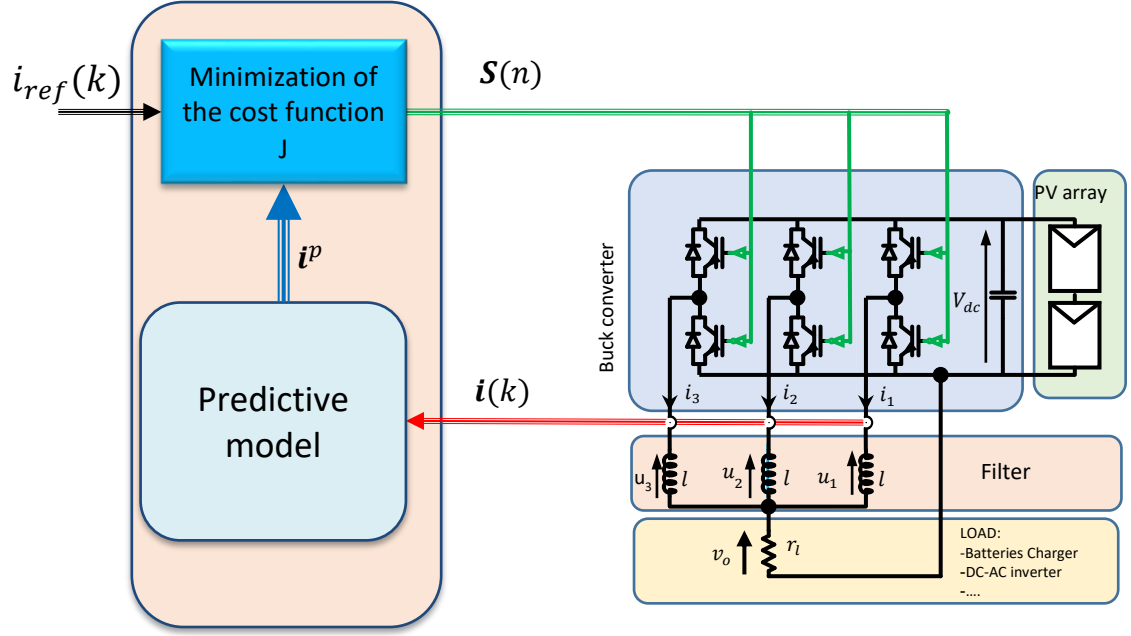 i_ref(k)
Minimization of
the cost function
J
S(n)
i^p
Predictive
model
i(k)
Buck converter
PV array
V_dc
i_3
i_2
i_1
u_3
l
u_2
l
u_1
l
Filter
v_o
r_l
LOAD:
-Batteries Charger
-DC-AC inverter
-....